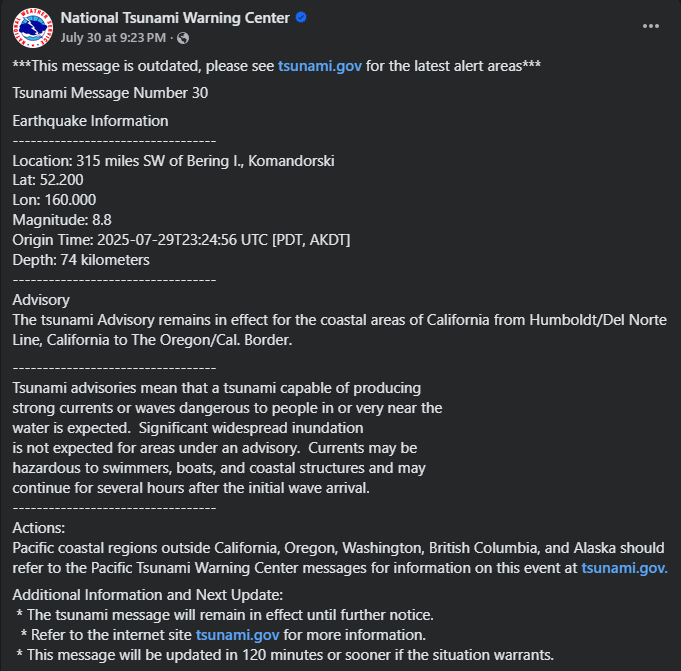 National Tsunami Warning Center
July 30 at 9:23 PM ·
***This message is outdated, please see tsunami.gov for the latest alert areas***
Tsunami Message Number 30
Earthquake Information
----------------------------------
Location: 315 miles SW of Bering I., Komandorski
Lat: 52.200
Lon: 160.000
Magnitude: 8.8
Origin Time: 2025-07-29T23:24:56 UTC [PDT, AKDT]
Depth: 74 kilometers
----------------------------------
Advisory
The tsunami Advisory remains in effect for the coastal areas of California from Humboldt/Del Norte
Line, California to The Oregon/Cal. Border.
----------------------------------
Tsunami advisories mean that a tsunami capable of producing
strong currents or waves dangerous to people in or very near the
water is expected.  Significant widespread inundation
is not expected for areas under an advisory.  Currents may be
hazardous to swimmers, boats, and coastal structures and may
continue for several hours after the initial wave arrival.
----------------------------------
Actions:
Pacific coastal regions outside California, Oregon, Washington, British Columbia, and Alaska should
refer to the Pacific Tsunami Warning Center messages for information on this event at tsunami.gov.
Additional Information and Next Update:
* The tsunami message will remain in effect until further notice.
* Refer to the internet site tsunami.gov for more information.
* This message will be updated in 120 minutes or sooner if the situation warrants.